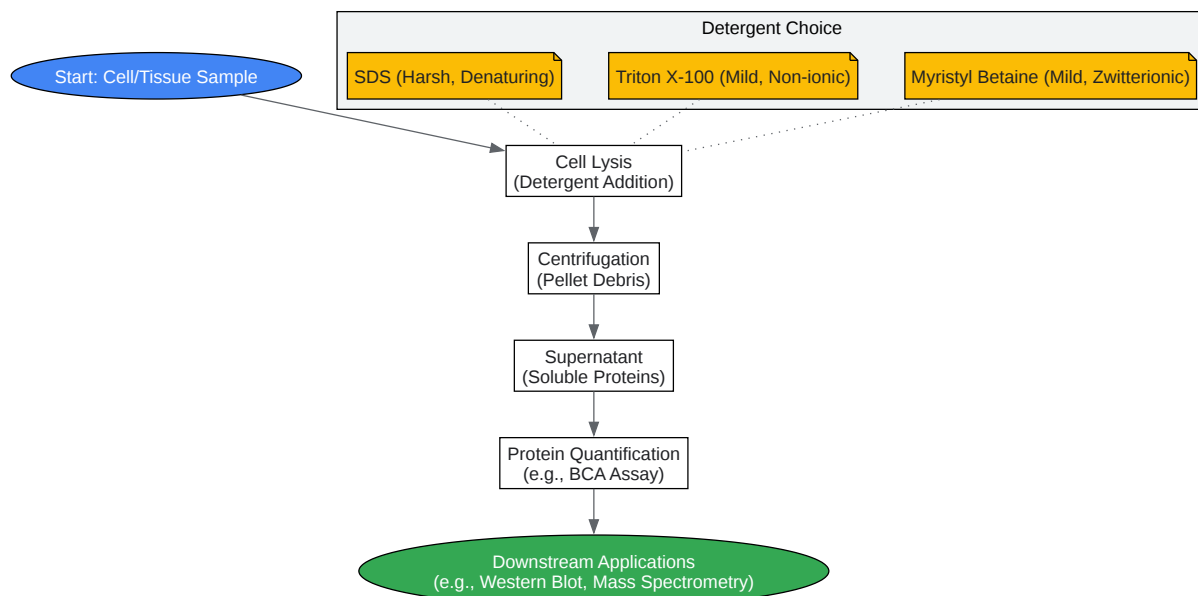 Detergent Choice
Start: Cell/Tissue Sample
SDS (Harsh, Denaturing)
Triton X-100 (Mild, Non-ionic)
Myristyl Betaine (Mild, Zwitterionic)
Cell Lysis
(Detergent Addition)
Centrifugation
(Pellet Debris)
Supernatant
(Soluble Proteins)
Protein Quantification
(e.g., BCA Assay)
Downstream Applications
(e.g., Western Blot, Mass Spectrometry)